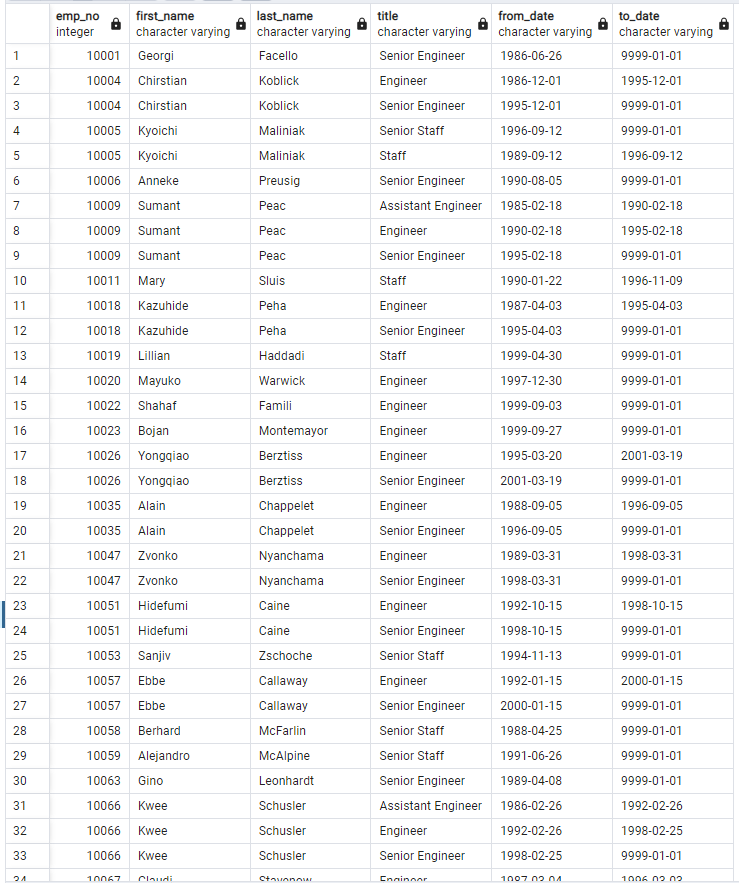 emp_no first_name last_name title from_date to_date
integer character varying character varying character varying character varying character varying
1 10001 Georgi Facello Senior Engineer 1986-06-26 9999-01-01
2 10004 Chirstian Koblick Engineer 1986-12-01 1995-12-01
3 10004 Chirstian Koblick Senior Engineer 1995-12-01 9999-01-01
4 10005 Kyoichi Maliniak Senior Staff 1996-09-12 9999-01-01
5 10005 Kyoichi Maliniak Staff 1989-09-12 1996-09-12
6 10006 Anneke Preusig Senior Engineer 1990-08-05 9999-01-01
7 10009 Sumant Peac Assistant Engineer 1985-02-18 1990-02-18
8 10009 Sumant Peac Engineer 1990-02-18 1995-02-18
9 10009 Sumant Peac Senior Engineer 1995-02-18 9999-01-01
10 10011 Mary Sluis Staff 1990-01-22 1996-11-09
11 10018 Kazuhide Peha Engineer 1987-04-03 1995-04-03
12 10018 Kazuhide Peha Senior Engineer 1995-04-03 9999-01-01
13 10019 Lillian Haddadi Staff 1999-04-30 9999-01-01
14 10020 Mayuko Warwick Engineer 1997-12-30 9999-01-01
15 10022 Shahaf Famili Engineer 1999-09-03 9999-01-01
16 10023 Bojan Montemayor Engineer 1999-09-27 9999-01-01
17 10026 Yongqiao Berztiss Engineer 1995-03-20 2001-03-19
18 10026 Yongqiao Berztiss Senior Engineer 2001-03-19 9999-01-01
19 10035 Alain Chappelet Engineer 1988-09-05 1996-09-05
20 10035 Alain Chappelet Senior Engineer 1996-09-05 9999-01-01
21 10047 Zvonko Nyanchama Engineer 1989-03-31 1998-03-31
22 10047 Zvonko Nyanchama Senior Engineer 1998-03-31 9999-01-01
23 10051 Hidefumi Caine Engineer 1992-10-15 1998-10-15
24 10051 Hidefumi Caine Senior Engineer 1998-10-15 9999-01-01
25 10053 Sanjiv Zschoche Senior Staff 1994-11-13 9999-01-01
26 10057 Ebbe Callaway Engineer 1992-01-15 2000-01-15
27 10057 Ebbe Callaway Senior Engineer 2000-01-15 9999-01-01
28 10058 Berhard McFarlin Senior Staff 1988-04-25 9999-01-01
29 10059 Alejandro McAlpine Senior Staff 1991-06-26 9999-01-01
30 10063 Gino Leonhardt Senior Engineer 1989-04-08 9999-01-01
31 10066 Kwee Schusler Assistant Engineer 1986-02-26 1992-02-26
32 10066 Kwee Schusler Engineer 1992-02-26 1998-02-25
33 10066 Kwee Schusler Senior Engineer 1998-02-25 9999-01-01
34 10067 Claudi Stavenow Engineer 1987-03-04 1996-03-03